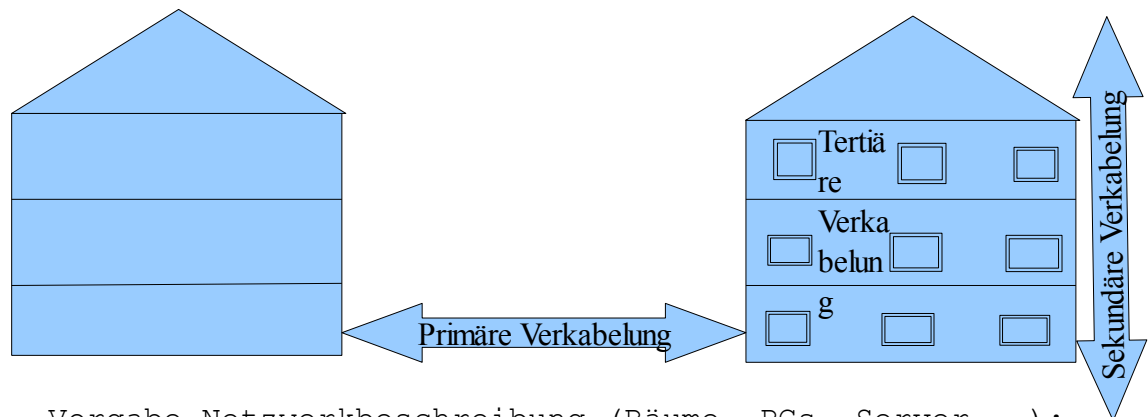 Tertiä
re
Verka
belun
g
Primäre Verkabelung
Sekundäre Verkabelung